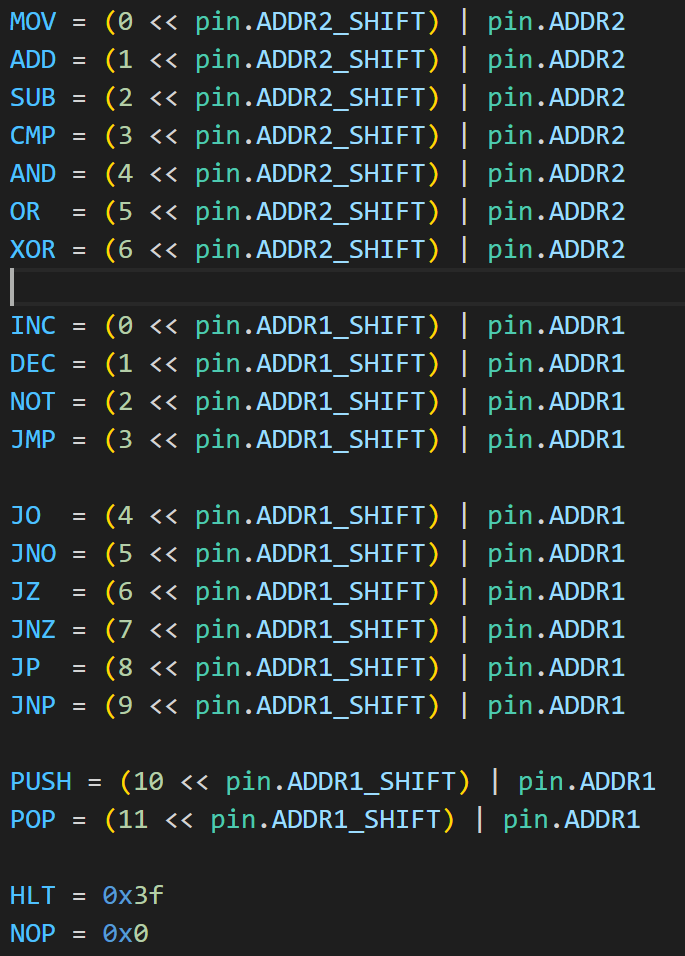 MOV = (0 << pin.ADDR2_SHIFT) | pin.ADDR2
ADD = (1 << pin.ADDR2_SHIFT) | pin.ADDR2
SUB = (2 << pin.ADDR2_SHIFT) | pin.ADDR2
CMP = (3 << pin.ADDR2_SHIFT) | pin.ADDR2
AND = (4 << pin.ADDR2_SHIFT) | pin.ADDR2
OR  = (5 << pin.ADDR2_SHIFT) | pin.ADDR2
XOR = (6 << pin.ADDR2_SHIFT) | pin.ADDR2

INC = (0 << pin.ADDR1_SHIFT) | pin.ADDR1
DEC = (1 << pin.ADDR1_SHIFT) | pin.ADDR1
NOT = (2 << pin.ADDR1_SHIFT) | pin.ADDR1
JMP = (3 << pin.ADDR1_SHIFT) | pin.ADDR1

JO  = (4 << pin.ADDR1_SHIFT) | pin.ADDR1
JNO = (5 << pin.ADDR1_SHIFT) | pin.ADDR1
JZ  = (6 << pin.ADDR1_SHIFT) | pin.ADDR1
JNZ = (7 << pin.ADDR1_SHIFT) | pin.ADDR1
JP  = (8 << pin.ADDR1_SHIFT) | pin.ADDR1
JNP = (9 << pin.ADDR1_SHIFT) | pin.ADDR1

PUSH = (10 << pin.ADDR1_SHIFT) | pin.ADDR1
POP = (11 << pin.ADDR1_SHIFT) | pin.ADDR1

HLT = 0x3f
NOP = 0x0